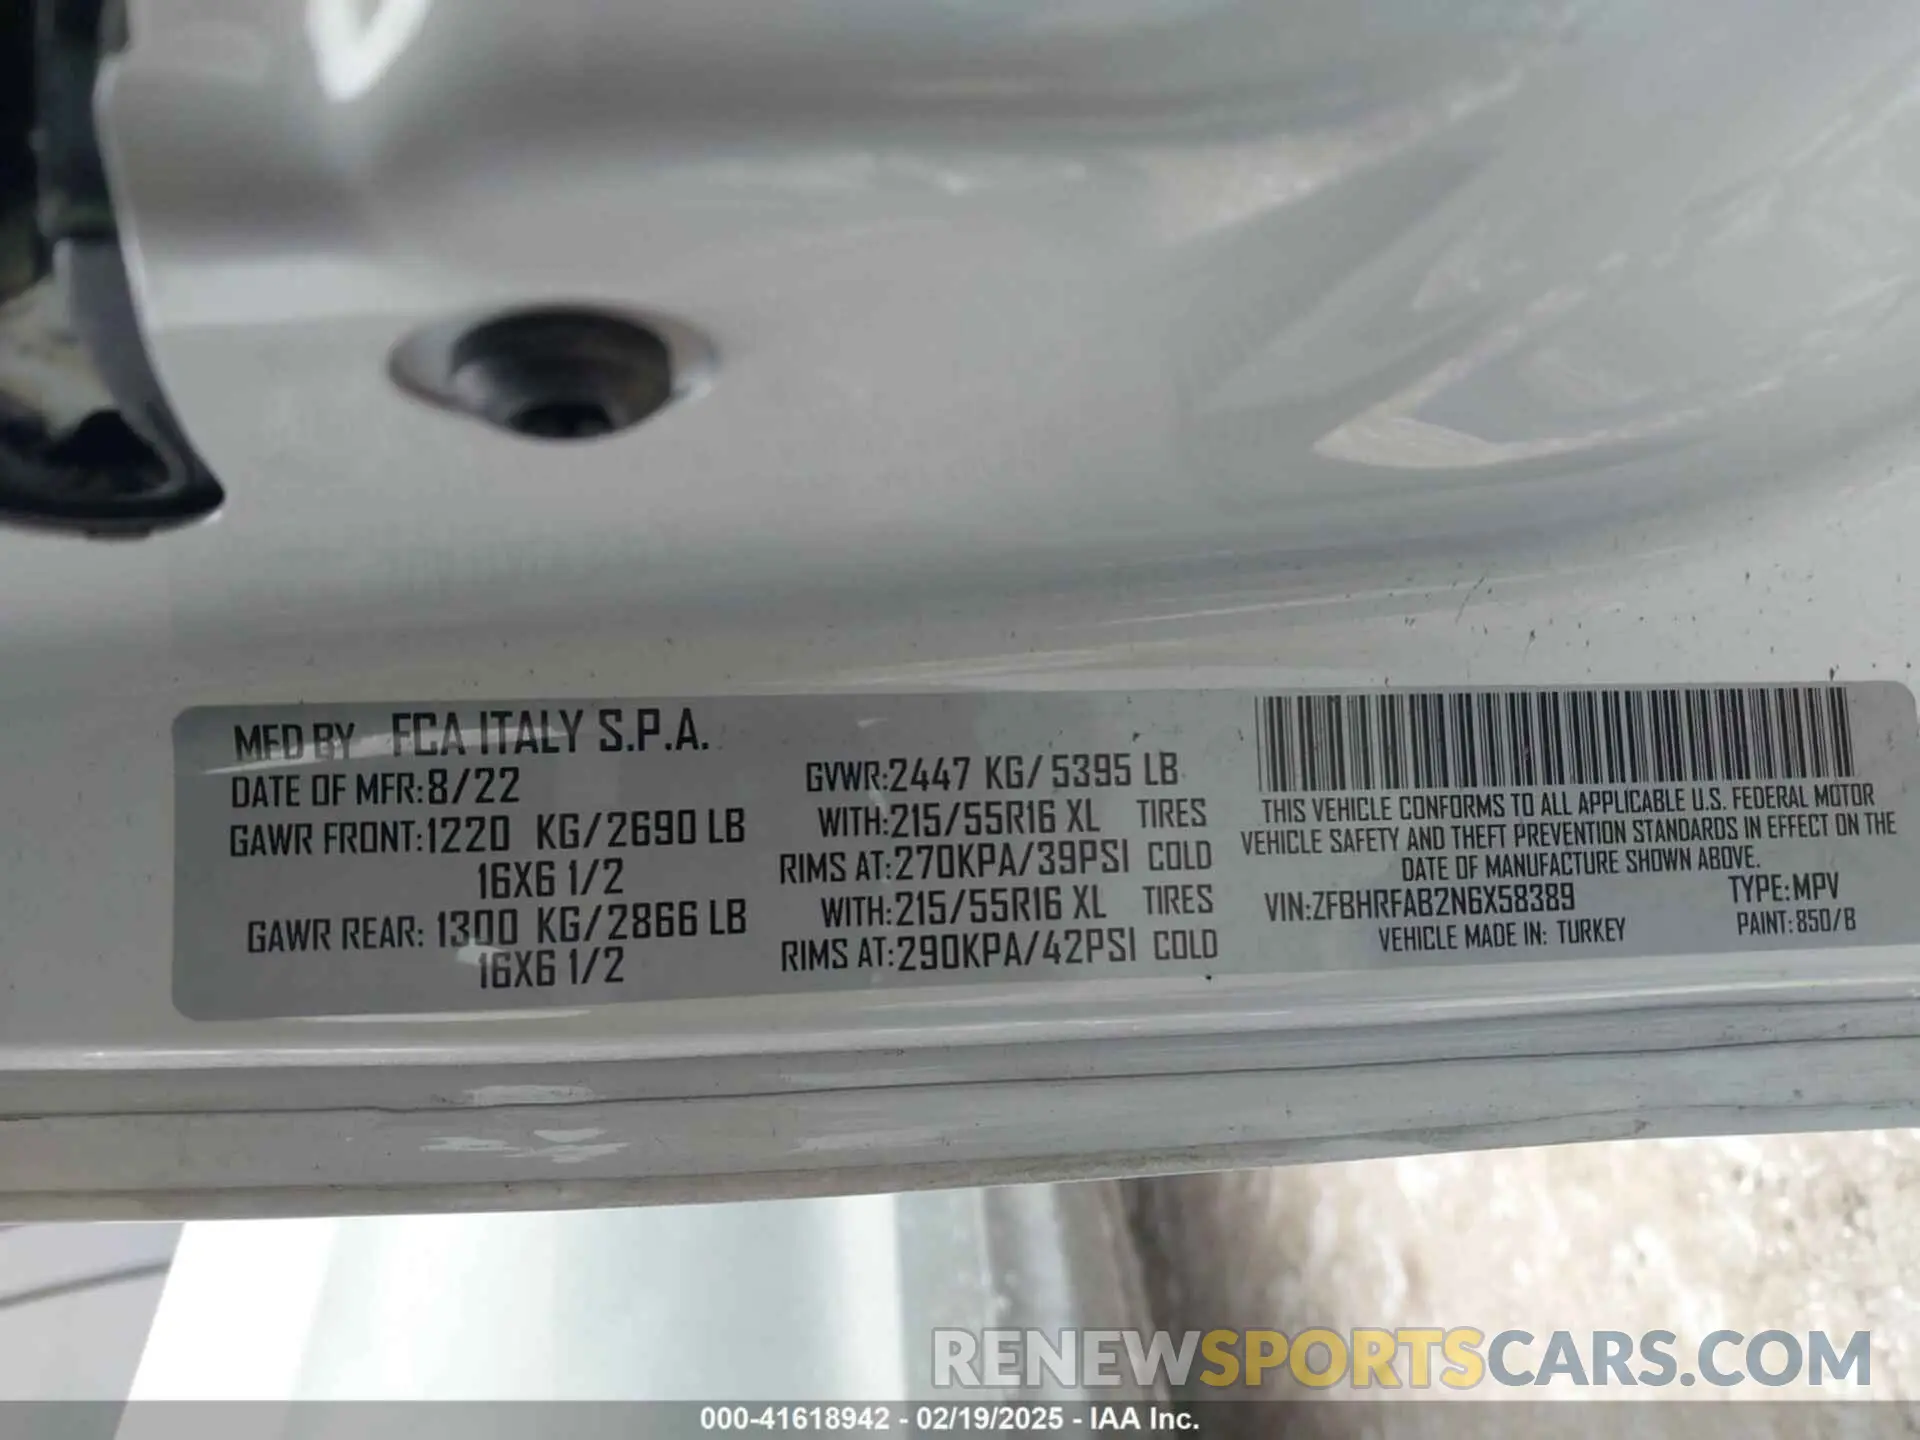 MFD BY FCA ITALY S.P.A.
DATE OF MFR:8/22
GAWR FRONT:1220 KG/2690 LB
16X6 1/2
GAWR REAR: 1300 KG/2866 LB
16X6 1/2
GVWR:2447 KG/5395 LB
WITH:215/55R16 XL TIRES
RIMS AT:270KPA/39PSI COLD
WITH:215/55R16 XL TIRES
RIMS AT:290KPA/42PSI COLD
THIS VEHICLE CONFORMS TO ALL APPLICABLE U.S. FEDERAL MOTOR
VEHICLE SAFETY AND THEFT PREVENTION STANDARDS IN EFFECT ON THE
DATE OF MANUFACTURE SHOWN ABOVE.
VIN:ZFBHRFAB2N6X58389 TYPE:MPV
VEHICLE MADE IN: TURKEY PAINT:850/B
RENEWSPORTSCARS.COM
000-41618942 - 02/19/2025 - IAA Inc.